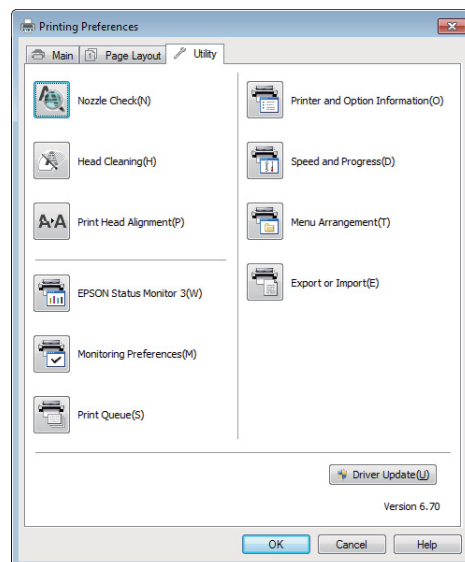 Printing Preferences
Main
Page Layout
Utility
Nozzle Check(N)
Head Cleaning(H)
Print Head Alignment(P)
EPSON Status Monitor 3(W)
Monitoring Preferences(M)
Print Queue(S)
Printer and Option Information(O)
Speed and Progress(D)
Menu Arrangement(T)
Export or Import(E)
Driver Update(U)
Version 6.70
OK
Cancel
Help